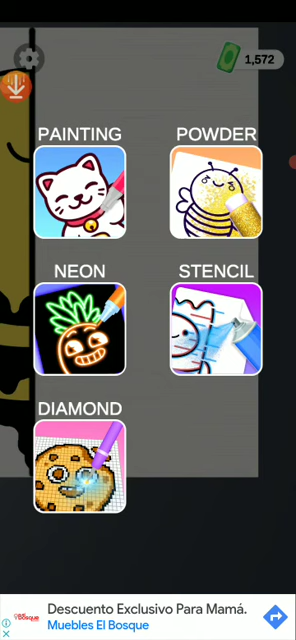 1,572
PAINTING
POWDER
NEON
STENCIL
DIAMOND
Descuento Exclusivo Para Mamá.
Muebles El Bosque